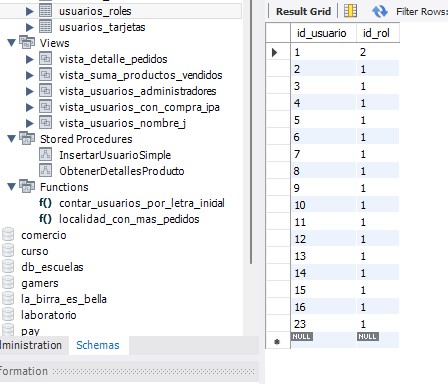 usuarios_roles
usuarios_tarjetas
Views
vista_detalle_pedidos
vista_suma_productos_vendidos
vista_usuarios_administradores
vista_usuarios_con_compra_ipa
vista_usuarios_nombre_j
Stored Procedures
InsertarUsuarioSimple
ObtenerDetallesProducto
Functions
f() contar_usuarios_por_letra_inicial
f() localidad_con_mas_pedidos
comercio
curso
db_escuelas
gamers
la_birra_es_bella
laboratorio
pay
ministration Schemas
formation
Result Grid Filter Rows:
id_usuario id_rol
1 2
2 1
3 1
4 1
5 1
6 1
7 1
8 1
9 1
10 1
11 1
12 1
13 1
14 1
15 1
16 1
23 1
NULL NULL